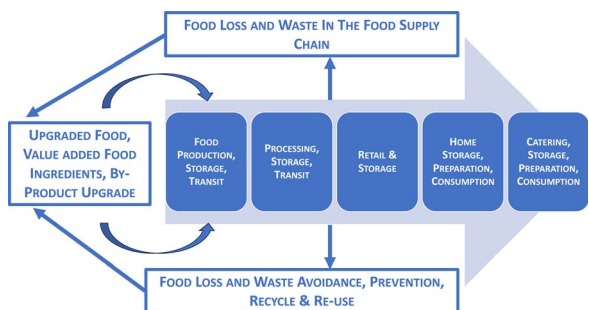 Food Loss and Waste In The Food Supply
Chain
Upgraded Food,
Value added Food
Ingredients, By-
Product Upgrade
Food
Production,
Storage,
Transit
Processing,
Storage,
Transit
Retail &
Storage
Home
Storage,
Preparation,
Consumption
Catering,
Storage,
Preparation,
Consumption
Food Loss and Waste Avoidance, Prevention,
Recycle & Re-use